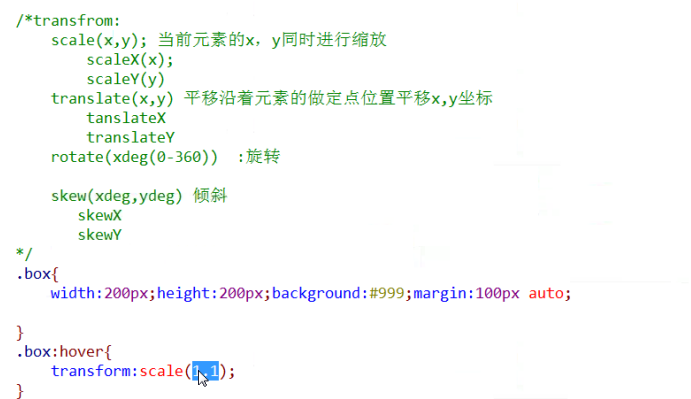 /*transfrom:
scale(x,y); 当前元素的x，y同时进行缩放
scaleX(x);
scaleY(y)
translate(x,y) 平移沿着元素的做定点位置平移x,y坐标
tanslateX
translateY
rotate(xdeg(0-360)) :旋转
skew(xdeg,ydeg) 倾斜
skewX
skewY
*/
.box{
width:200px;height:200px;background:#999;margin:100px auto;
}
.box:hover{
transform:scale(1.1);
}